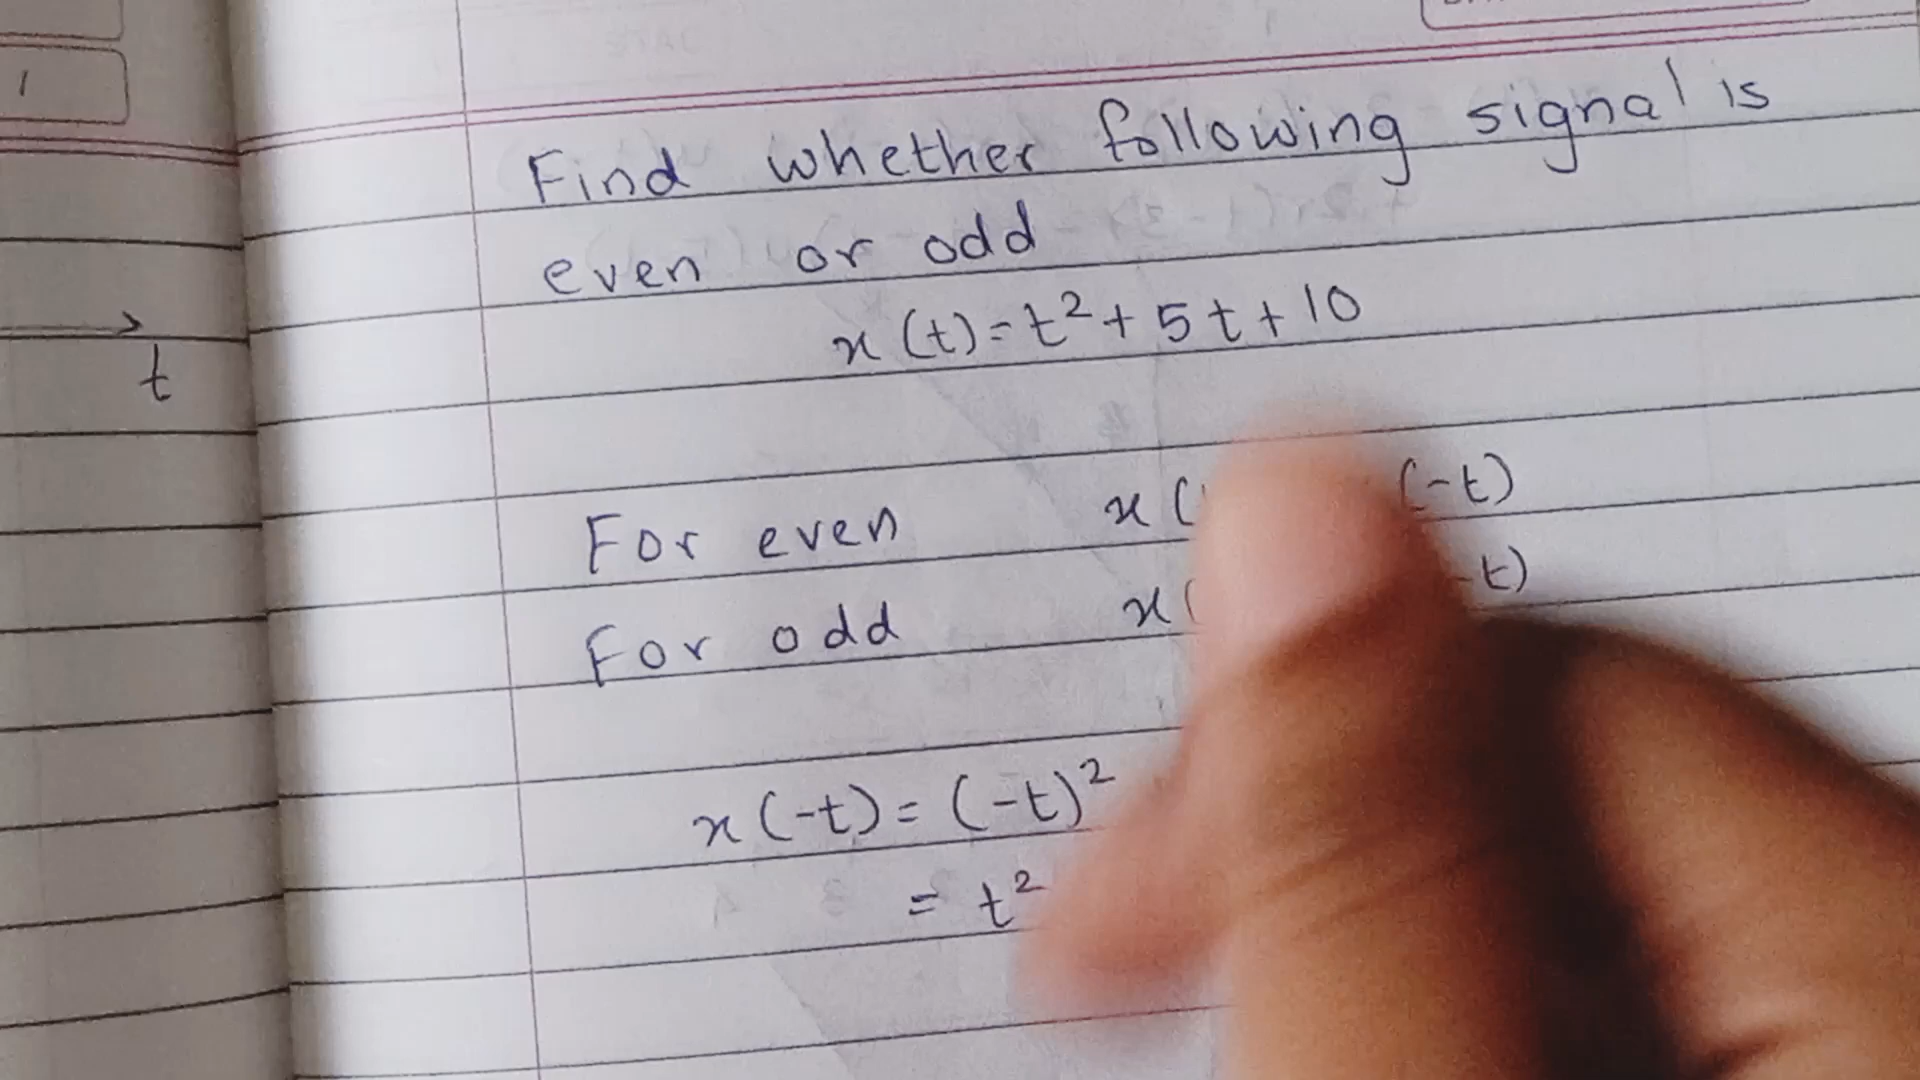 Find whether following signal is
even or odd
x(t) = t² + 5t + 10
t
For even x( (-t)
For odd x( -t)
x(-t) = (-t)²
= t²